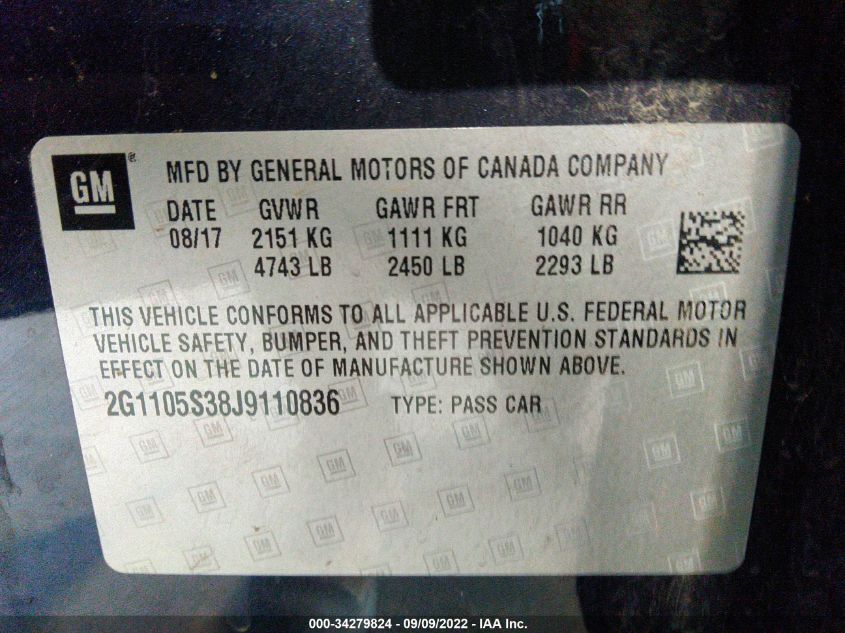 GM
MFD BY GENERAL MOTORS OF CANADA COMPANY
DATE GVWR GAWR FRT GAWR RR
08/17 2151 KG 1111 KG 1040 KG
4743 LB 2450 LB 2293 LB
THIS VEHICLE CONFORMS TO ALL APPLICABLE U.S. FEDERAL MOTOR
VEHICLE SAFETY, BUMPER, AND THEFT PREVENTION STANDARDS IN
EFFECT ON THE DATE OF MANUFACTURE SHOWN ABOVE.
2G1105S38J9110836 TYPE: PASS CAR
000-34279824 - 09/09/2022 - IAA Inc.